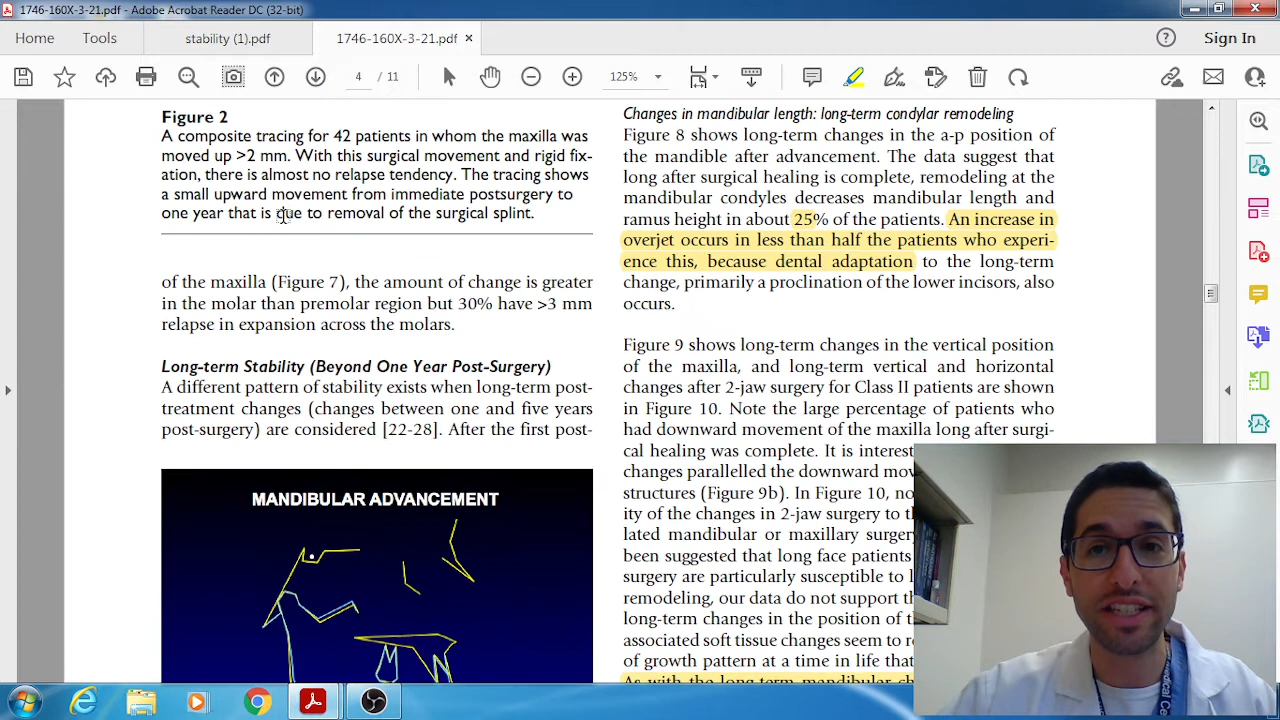 1746-160X-3-21.pdf - Adobe Acrobat Reader DC (32-bit)
Home
Tools
stability (1).pdf
1746-160X-3-21.pdf
Sign In
4
/ 11
125%
Figure 2
A composite tracing for 42 patients in whom the maxilla was
moved up >2 mm. With this surgical movement and rigid fix-
ation, there is almost no relapse tendency. The tracing shows
a small upward movement from immediate postsurgery to
one year that is due to removal of the surgical splint.
of the maxilla (Figure 7), the amount of change is greater
in the molar than premolar region but 30% have >3 mm
relapse in expansion across the molars.
Long-term Stability (Beyond One Year Post-Surgery)
A different pattern of stability exists when long-term post-
treatment changes (changes between one and five years
post-surgery) are considered [22-28]. After the first post-
MANDIBULAR ADVANCEMENT
Changes in mandibular length: long-term condylar remodeling
Figure 8 shows long-term changes in the a-p position of
the mandible after advancement. The data suggest that
long after surgical healing is complete, remodeling at the
mandibular condyles decreases mandibular length and
ramus height in about 25% of the patients. An increase in
overjet occurs in less than half the patients who experi-
ence this, because dental adaptation to the long-term
change, primarily a proclination of the lower incisors, also
occurs.
Figure 9 shows long-term changes in the vertical position
of the maxilla, and long-term vertical and horizontal
changes after 2-jaw surgery for Class II patients are shown
in Figure 10. Note the large percentage of patients who
had downward movement of the maxilla long after surgi-
cal healing was complete. It is interest
changes parallelled the downward mov
structures (Figure 9b). In Figure 10, no
ity of the changes in 2-jaw surgery to th
lated mandibular or maxillary surgery
been suggested that long face patients
surgery are particularly susceptible to l
remodeling, our data do not support th
long-term changes in the position of
associated soft tissue changes seem to re
of growth pattern at a time in life that
As with the long-term mandibular ch